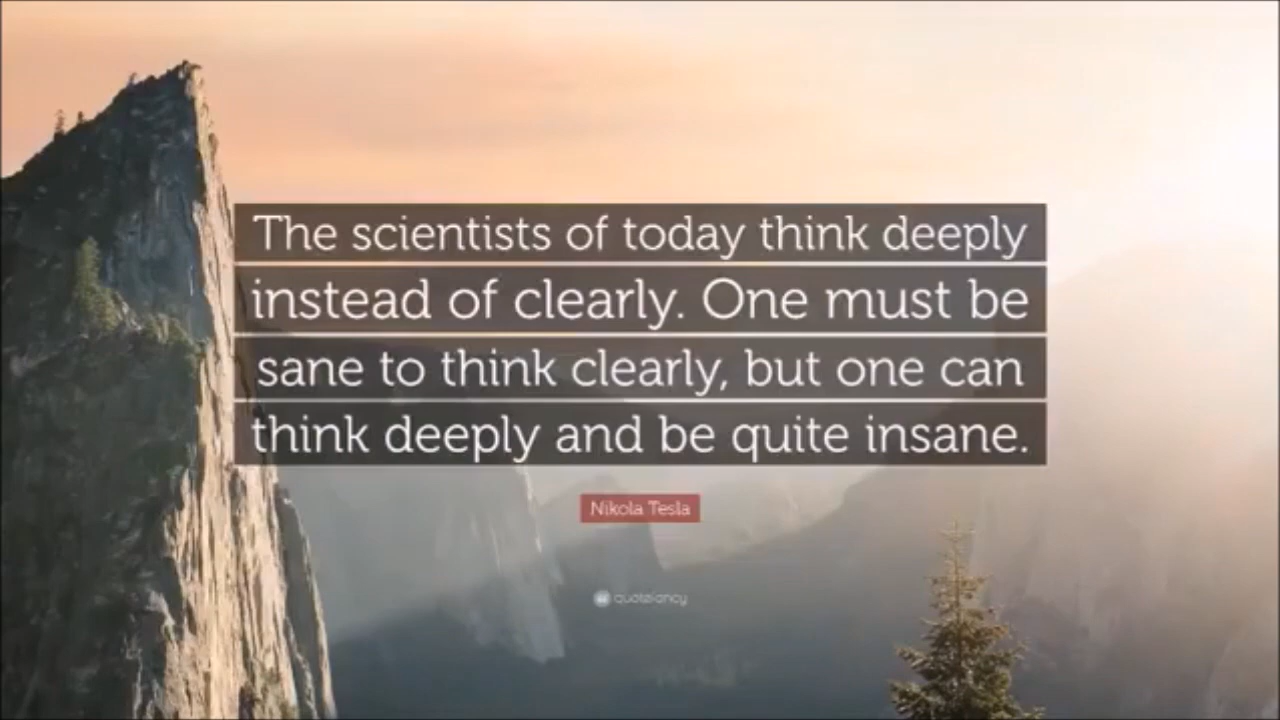 The scientists of today think deeply
instead of clearly. One must be
sane to think clearly, but one can
think deeply and be quite insane.
Nikola Tesla
quotefancy